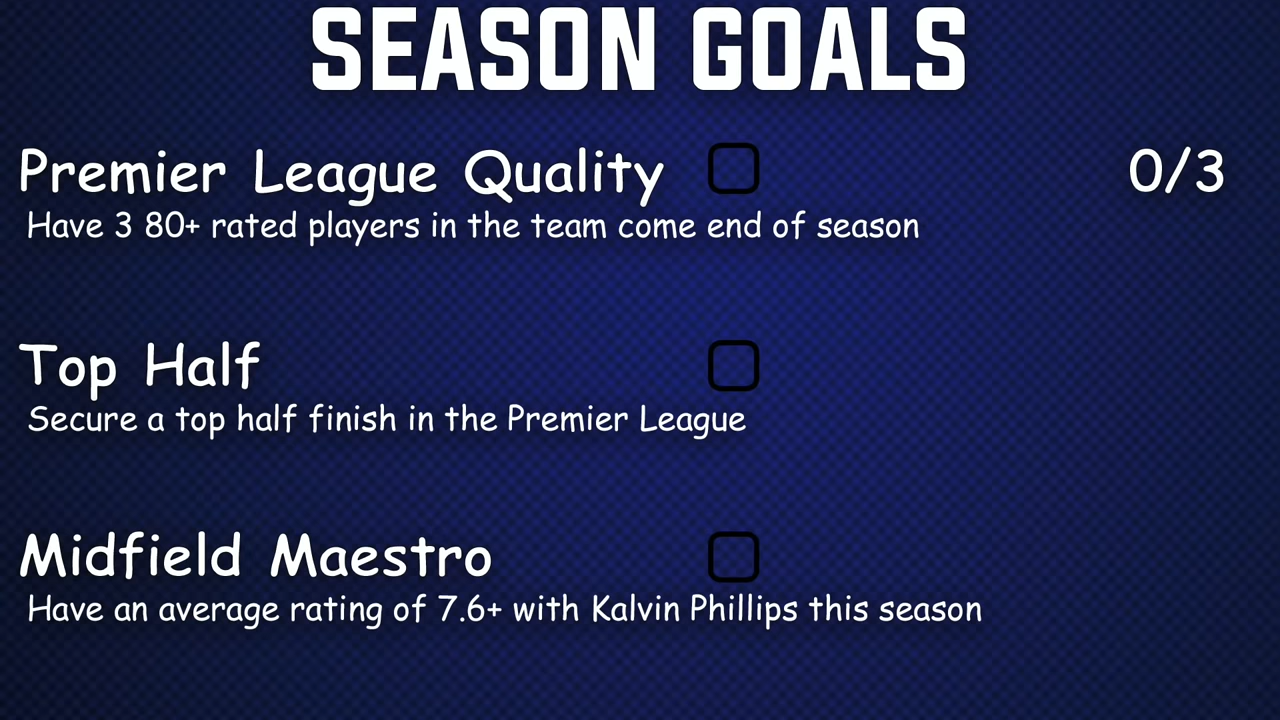 SEASON GOALS
Premier League Quality 0/3
Have 3 80+ rated players in the team come end of season
Top Half
Secure a top half finish in the Premier League
Midfield Maestro
Have an average rating of 7.6+ with Kalvin Phillips this season